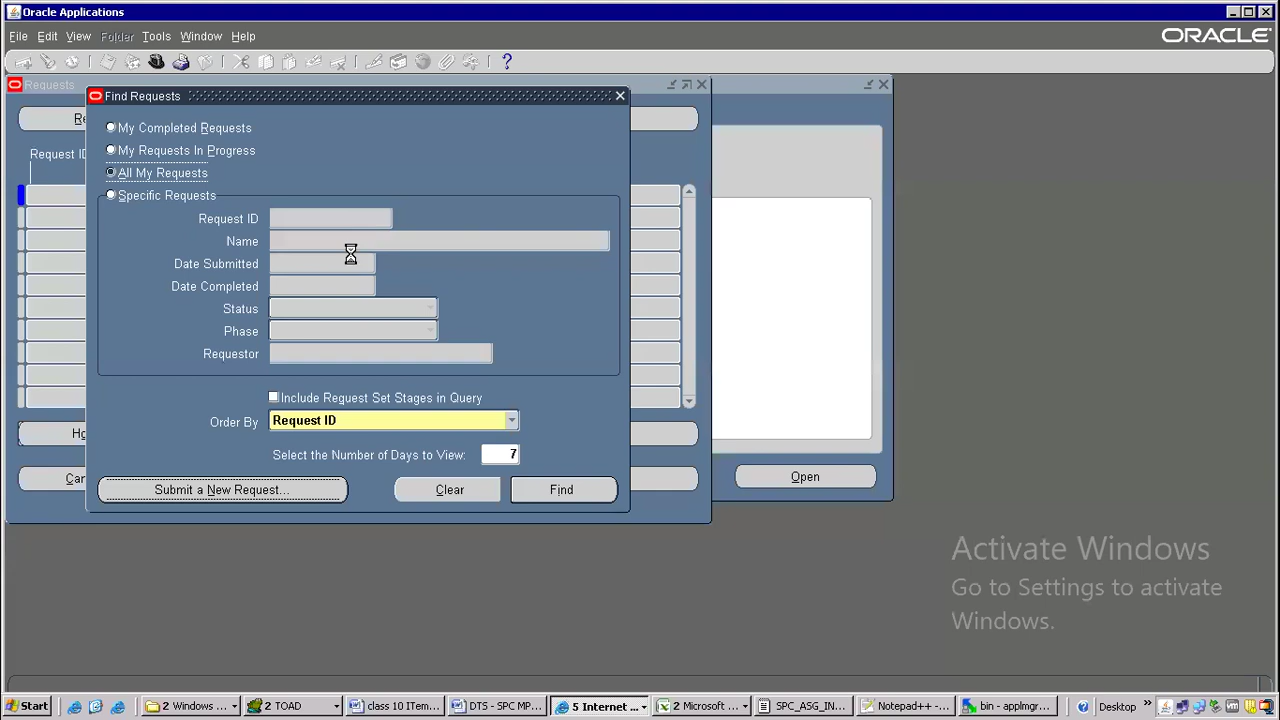 Oracle Applications
File Edit View Folder Tools Window Help
ORACLE
?
Requests
Find Requests
My Completed Requests
My Requests In Progress
Request ID
All My Requests
Specific Requests
Request ID
Name
Date Submitted
Date Completed
Status
Phase
Requestor
Include Request Set Stages in Query
Order By Request ID
Select the Number of Days to View: 7
Submit a New Request... Clear Find
Open
Activate Windows
Go to Settings to activate
Windows.
Start 2 Windows ... TOAD class 10 ITem... DTS - SPC MP... 5 Internet ... 2 Microsoft ... SPC_ASG_IN... Notepad++ - ... bin - applmgr... Desktop »